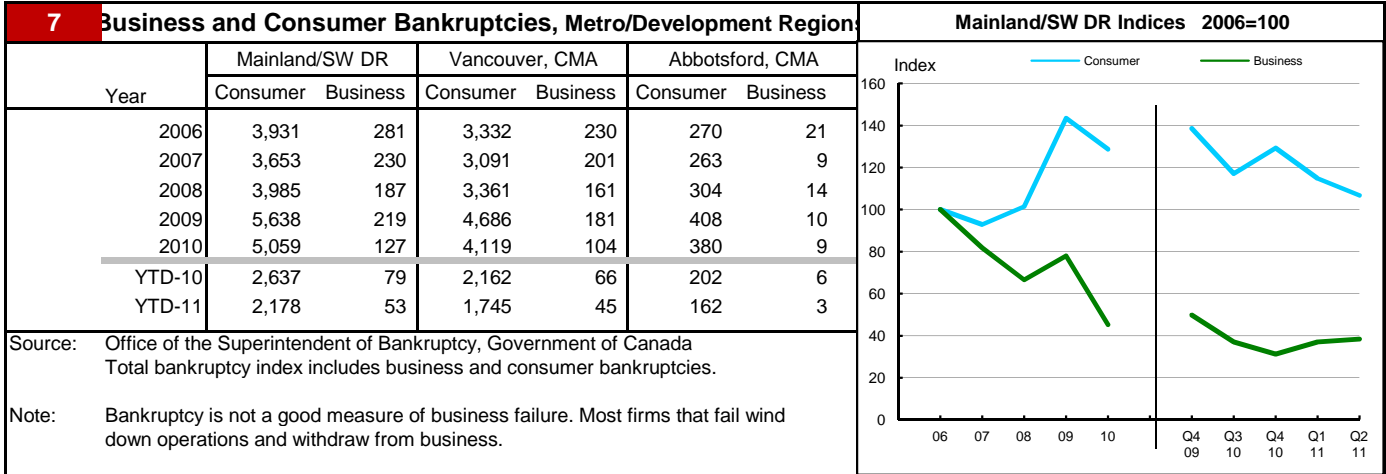 7 Business and Consumer Bankruptcies, Metro/Development Regions
Mainland/SW DR Vancouver, CMA Abbotsford, CMA
Year Consumer Business Consumer Business Consumer Business
2006 3,931 281 3,332 230 270 21
2007 3,653 230 3,091 201 263 9
2008 3,985 187 3,361 161 304 14
2009 5,638 219 4,686 181 408 10
2010 5,059 127 4,119 104 380 9
YTD-10 2,637 79 2,162 66 202 6
YTD-11 2,178 53 1,745 45 162 3
Source: Office of the Superintendent of Bankruptcy, Government of Canada
Total bankruptcy index includes business and consumer bankruptcies.
Note: Bankruptcy is not a good measure of business failure. Most firms that fail wind
down operations and withdraw from business.
Mainland/SW DR Indices 2006=100
Index Consumer Business
160
140
120
100
80
60
40
20
0
06 07 08 09 10 Q4 Q3 Q4 Q1 Q2
09 10 10 11 11